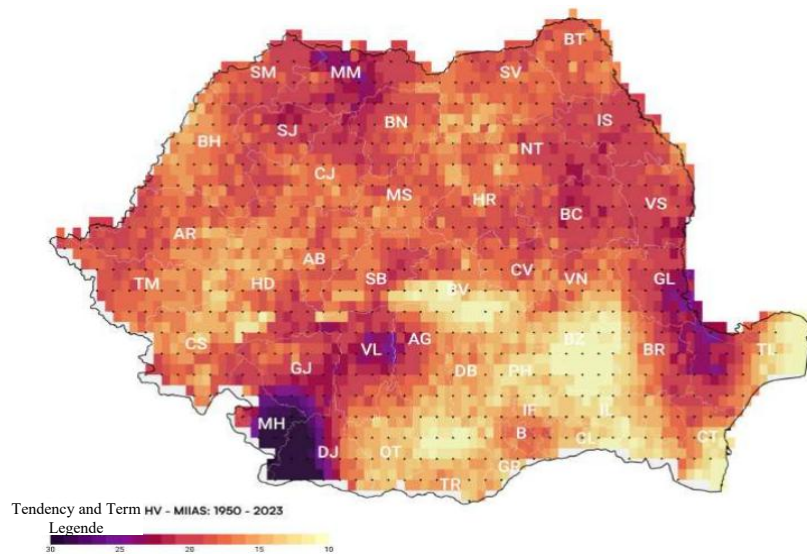 BT
SM MM SV
SJ BN IS
BH NT
CJ
MS HR
BC VS
AR
AB
TM HD SB CV VN GL
BV
CS VL AG BZ BR TL
GJ DB PH
MH IF IL
DJ OT B CL CT
GR
TR
Tendency and Term HV - MIIAS: 1950 - 2023
Legende
30 25 20 15 10